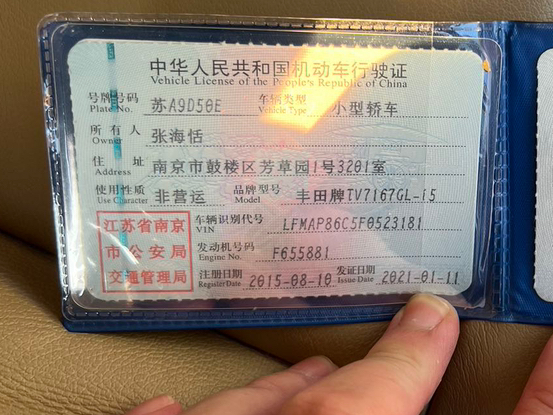 中华人民共和国机动车行驶证
Vehicle License of the People's Republic of China
号牌号码 苏A9D50E 车辆类型 小型轿车
Plate No. Vehicle Type
所有人 张海恬
Owner
住址 南京市鼓楼区芳草园1号3201室
Address
使用性质 非营运 品牌型号 丰田牌TV7167GL-i5
Use Character Model
江苏省南京 车辆识别代号 LFMAP86C5F0523181
VIN
市公安局 发动机号码 F655881
Engine No.
交通管理局 注册日期 2015-08-10 发证日期 2021-01-11
Register Date Issue Date